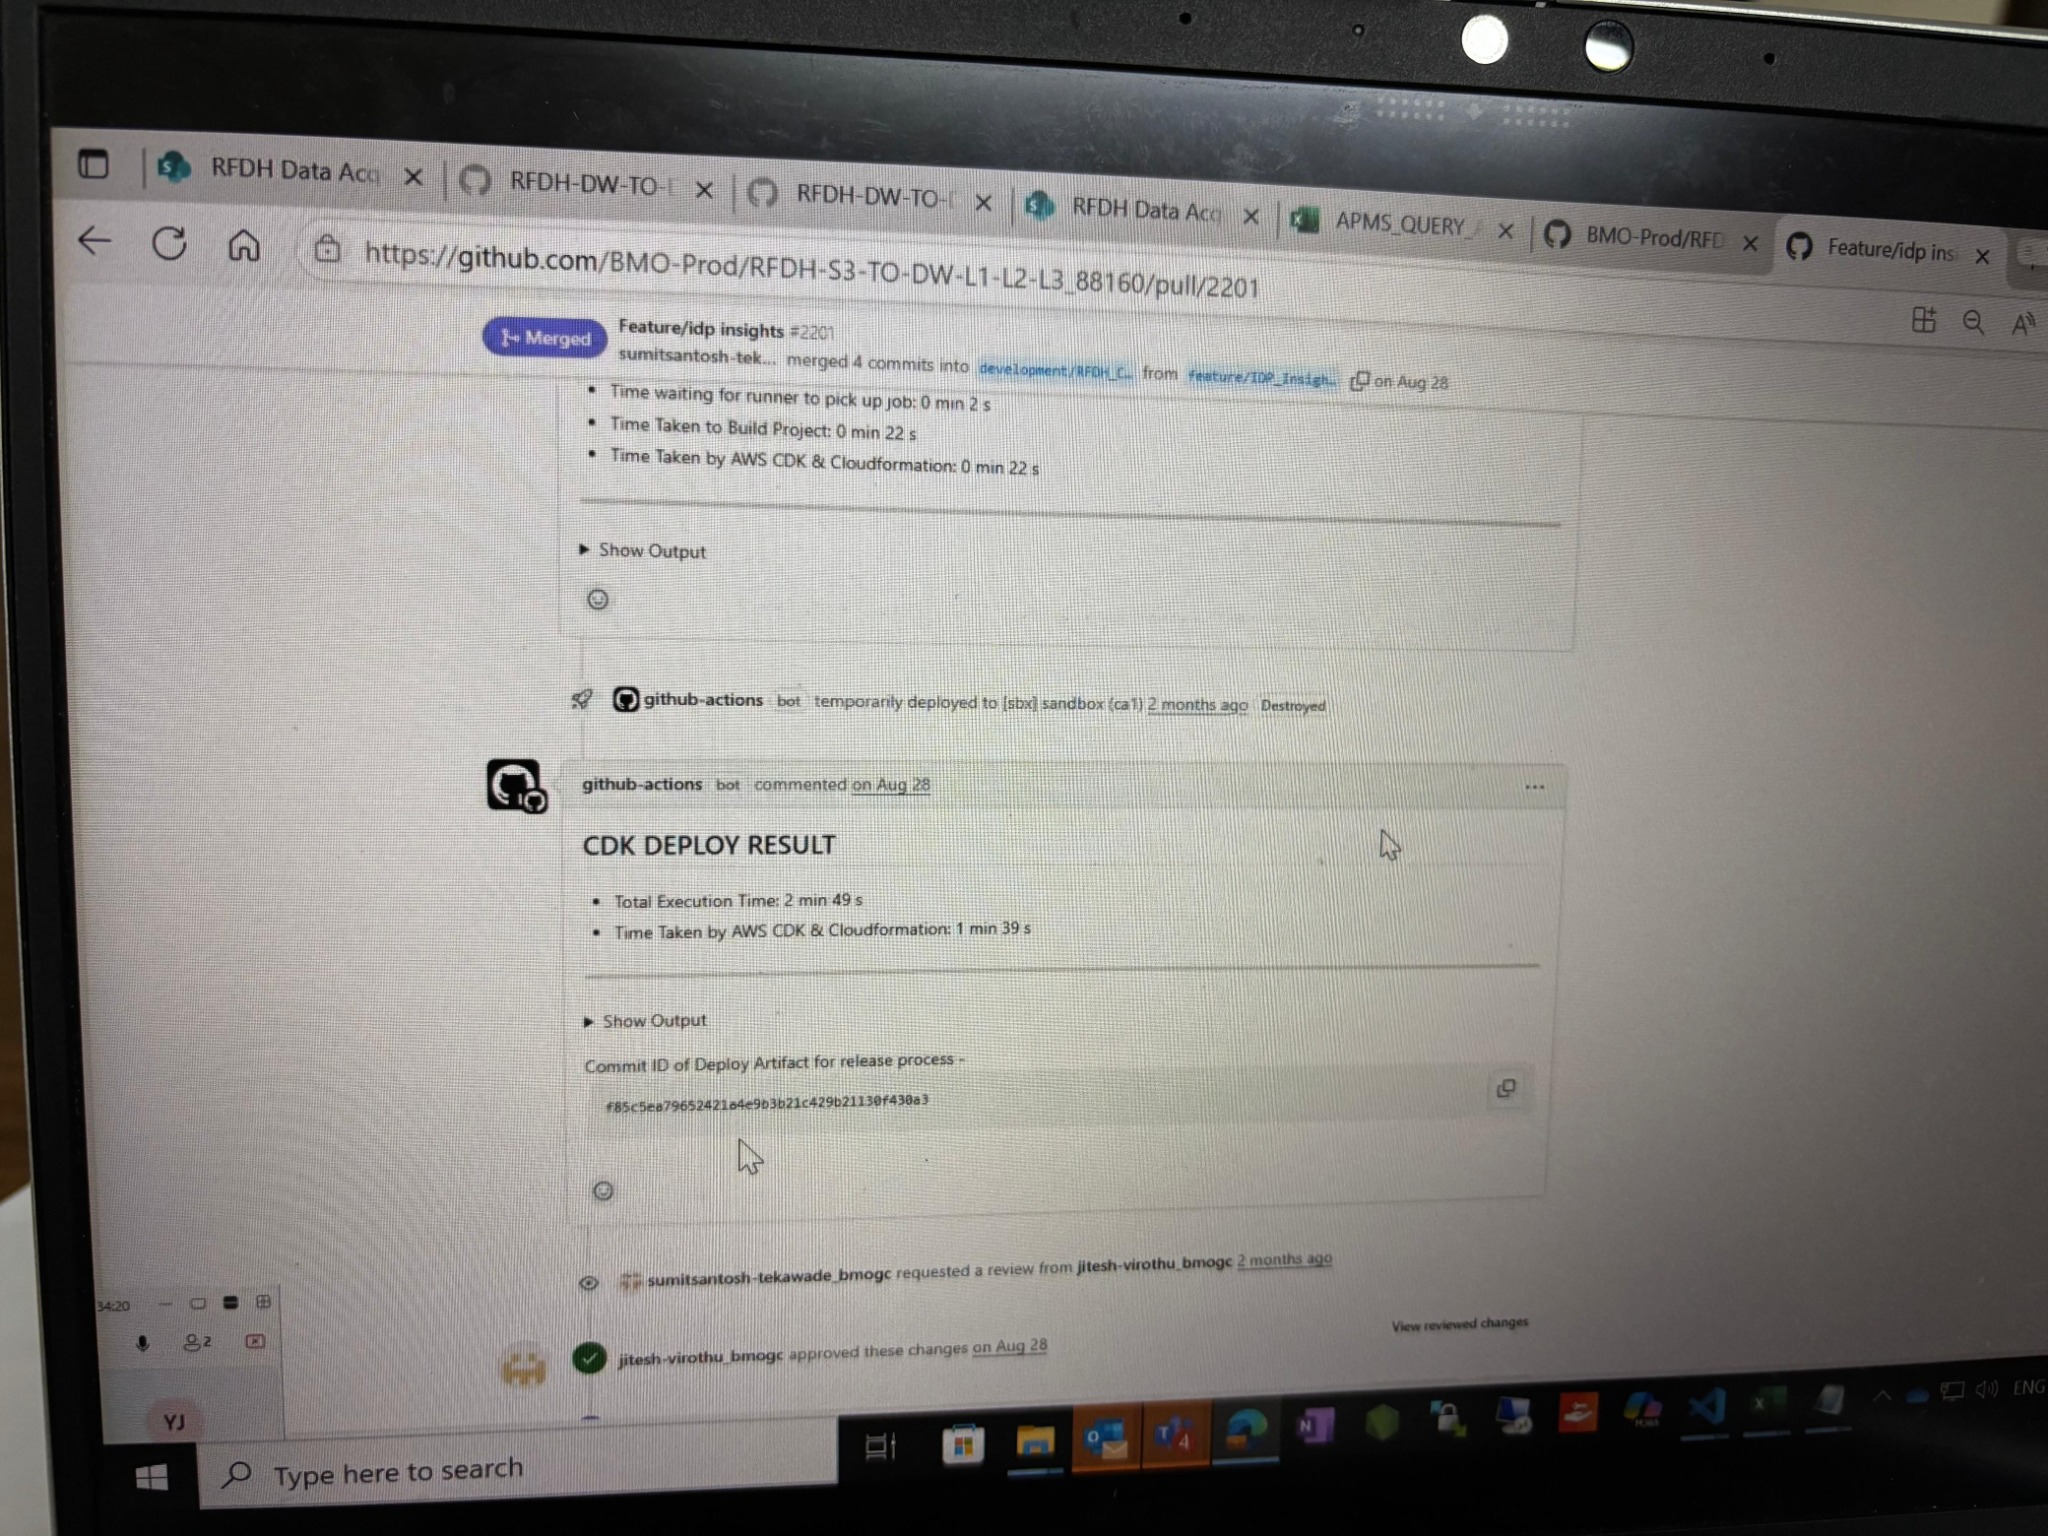 RFDH Data Acq
RFDH-DW-TO-
RFDH-DW-TO-
RFDH Data Acq
APMS_QUERY_
BMO-Prod/RFD
Feature/idp ins
https://github.com/BMO-Prod/RFDH-S3-TO-DW-L1-L2-L3_88160/pull/2201
Merged
Feature/idp insights #2201
sumitsantosh-tek... merged 4 commits into development/RFDH_C... from feature/IDP_Insigh... on Aug 28
• Time waiting for runner to pick up job: 0 min 2 s
• Time Taken to Build Project: 0 min 22 s
• Time Taken by AWS CDK & Cloudformation: 0 min 22 s
Show Output
github-actions bot temporarily deployed to [sbx] sandbox (ca1) 2 months ago Destroyed
github-actions bot commented on Aug 28
CDK DEPLOY RESULT
• Total Execution Time: 2 min 49 s
• Time Taken by AWS CDK & Cloudformation: 1 min 39 s
Show Output
Commit ID of Deploy Artifact for release process -
f85c5ea79652421a4e9b3b21c429b21130f430a3
sumitsantosh-tekawade_bmogc requested a review from jitesh-virothu_bmogc 2 months ago
View reviewed changes
jitesh-virothu_bmogc approved these changes on Aug 28
34:20
2
YJ
Type here to search
4
ENG